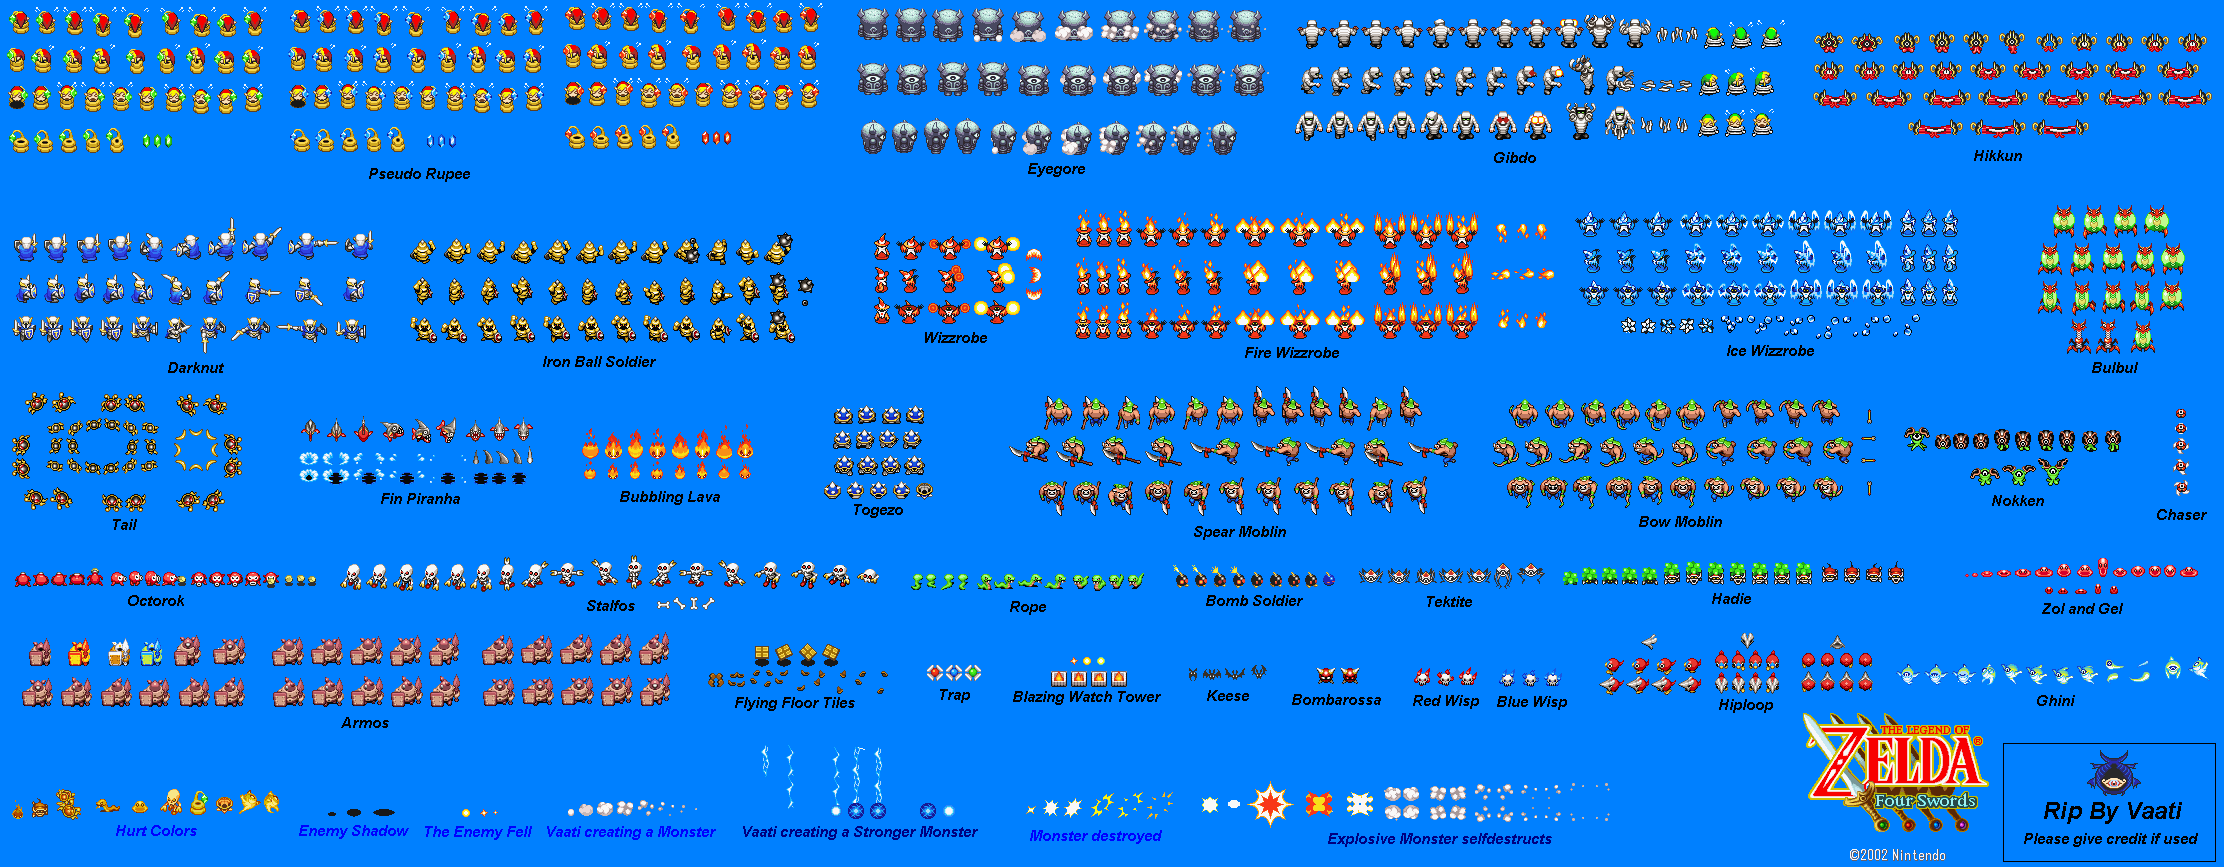 Pseudo Rupee
Eyegore
Gibdo
Hikkun
Darknut
Iron Ball Soldier
Wizzrobe
Fire Wizzrobe
Ice Wizzrobe
Bulbul
Tail
Fin Piranha
Bubbling Lava
Togezo
Spear Moblin
Bow Moblin
Nokken
Chaser
Octorok
Stalfos
Rope
Bomb Soldier
Tektite
Hadie
Zol and Gel
Armos
Flying Floor Tiles
Trap
Blazing Watch Tower
Keese
Bombarossa
Red Wisp
Blue Wisp
Hiploop
Ghini
Hurt Colors
Enemy Shadow
The Enemy Fell
Vaati creating a Monster
Vaati creating a Stronger Monster
Monster destroyed
Explosive Monster selfdestructs
THE LEGEND OF
ZELDA®
Four Swords
©2002 Nintendo
Rip By Vaati
Please give credit if used